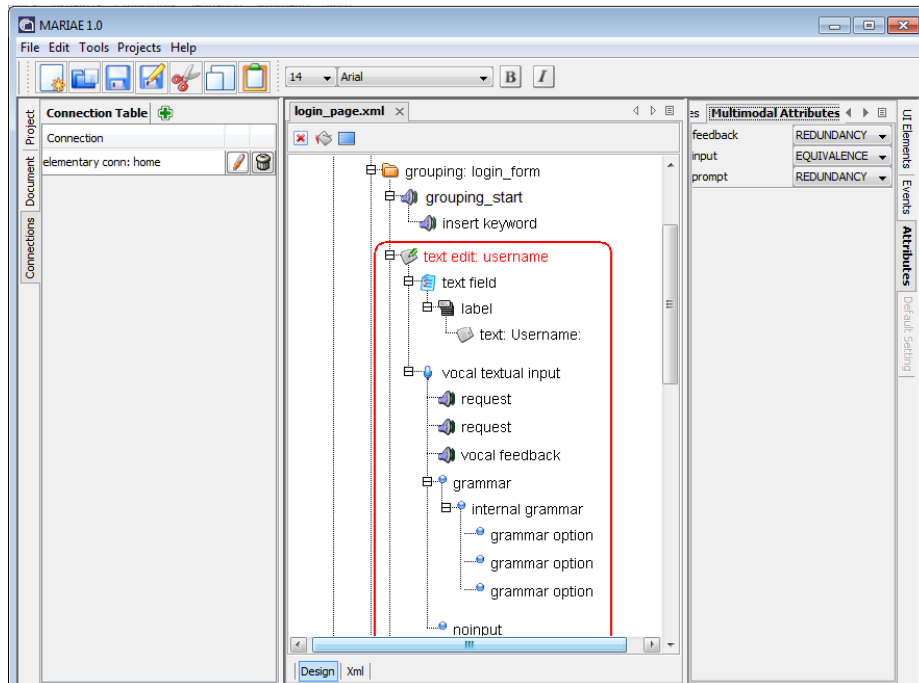 MARIAE 1.0
File Edit Tools Projects Help
14 Arial B I
Project
Document
Connections
Connection Table
Connection
elementary conn: home
login_page.xml
grouping: login_form
grouping_start
insert keyword
text edit: username
text field
label
text: Username:
vocal textual input
request
request
vocal feedback
grammar
internal grammar
grammar option
grammar option
grammar option
noinput
Design Xml
es Multimodal Attributes
feedback REDUNDANCY
input EQUIVALENCE
prompt REDUNDANCY
UI Elements
Events
Attributes
Default Setting